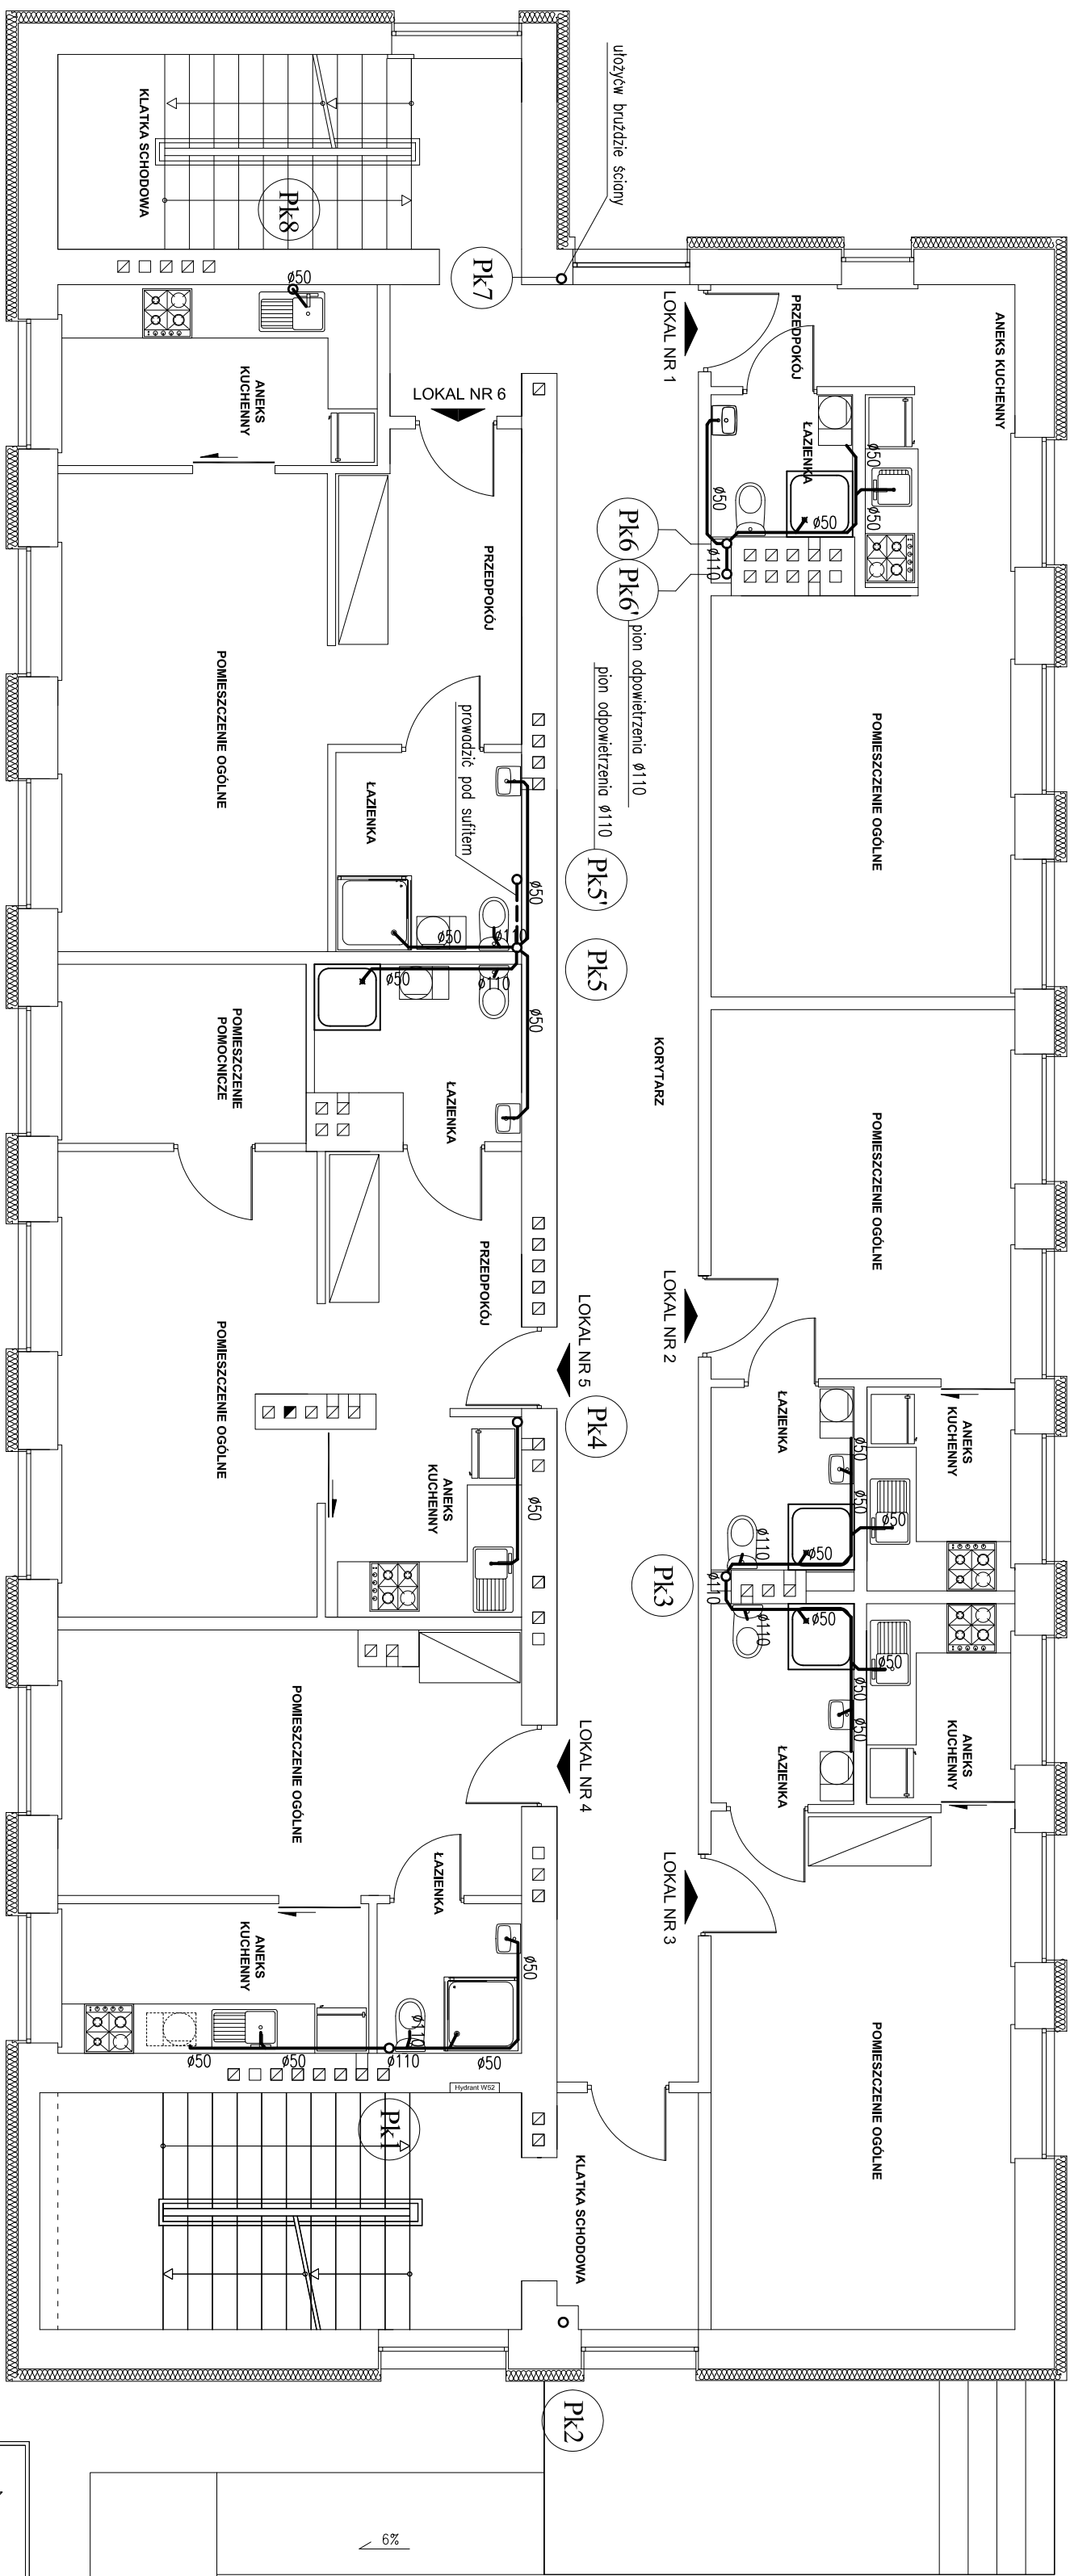 ułożyćw bruździe ściany
KLATKA SCHODOWA
Pk8
Pk7
ø50
LOKAL NR 1
PRZEDPOKÓJ
ANEKS KUCHENNY
ANEKS
KUCHENNY
LOKAL NR 6
ŁAZIENKA
ø50
ø50
ø50
ø50
Pk6
ø110
Pk6'
pion odpowietrzenia ø110
pion odpowietrzenia ø110
PRZEDPOKÓJ
POMIESZCZENIE OGÓLNE
POMIESZCZENIE OGÓLNE
prowadzić pod sufitem
ŁAZIENKA
Pk5'
ø50
ø50
ø110
Pk5
ø50
ø110
ø50
POMIESZCZENIE
POMOCNICZE
ŁAZIENKA
KORYTARZ
POMIESZCZENIE OGÓLNE
PRZEDPOKÓJ
LOKAL NR 5
LOKAL NR 2
POMIESZCZENIE OGÓLNE
Pk4
ŁAZIENKA
ANEKS
KUCHENNY
ANEKS
KUCHENNY
ø50
ø50
ø50
ø50
ø50
ø110
Pk3
ø110
ø110
ø50
ø50
ø50
ø50
POMIESZCZENIE OGÓLNE
LOKAL NR 4
ŁAZIENKA
ANEKS
KUCHENNY
LOKAL NR 3
ŁAZIENKA
ANEKS
KUCHENNY
ø50
ø110
ø50
ø50
ø110
ø50
Hydrant W52
Pk1
POMIESZCZENIE OGÓLNE
KLATKA SCHODOWA
Pk2
6%